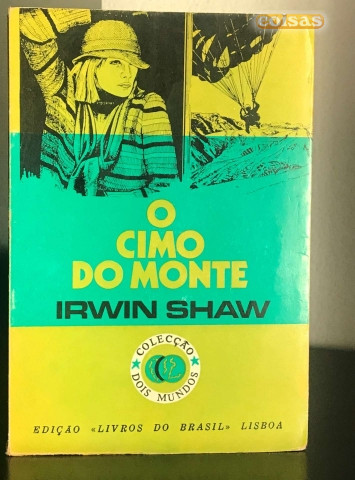 coisas
O
CIMO
DO MONTE
IRWIN SHAW
COLECÇÃO
DOIS MUNDOS
EDIÇÃO «LIVROS DO BRASIL» LISBOA